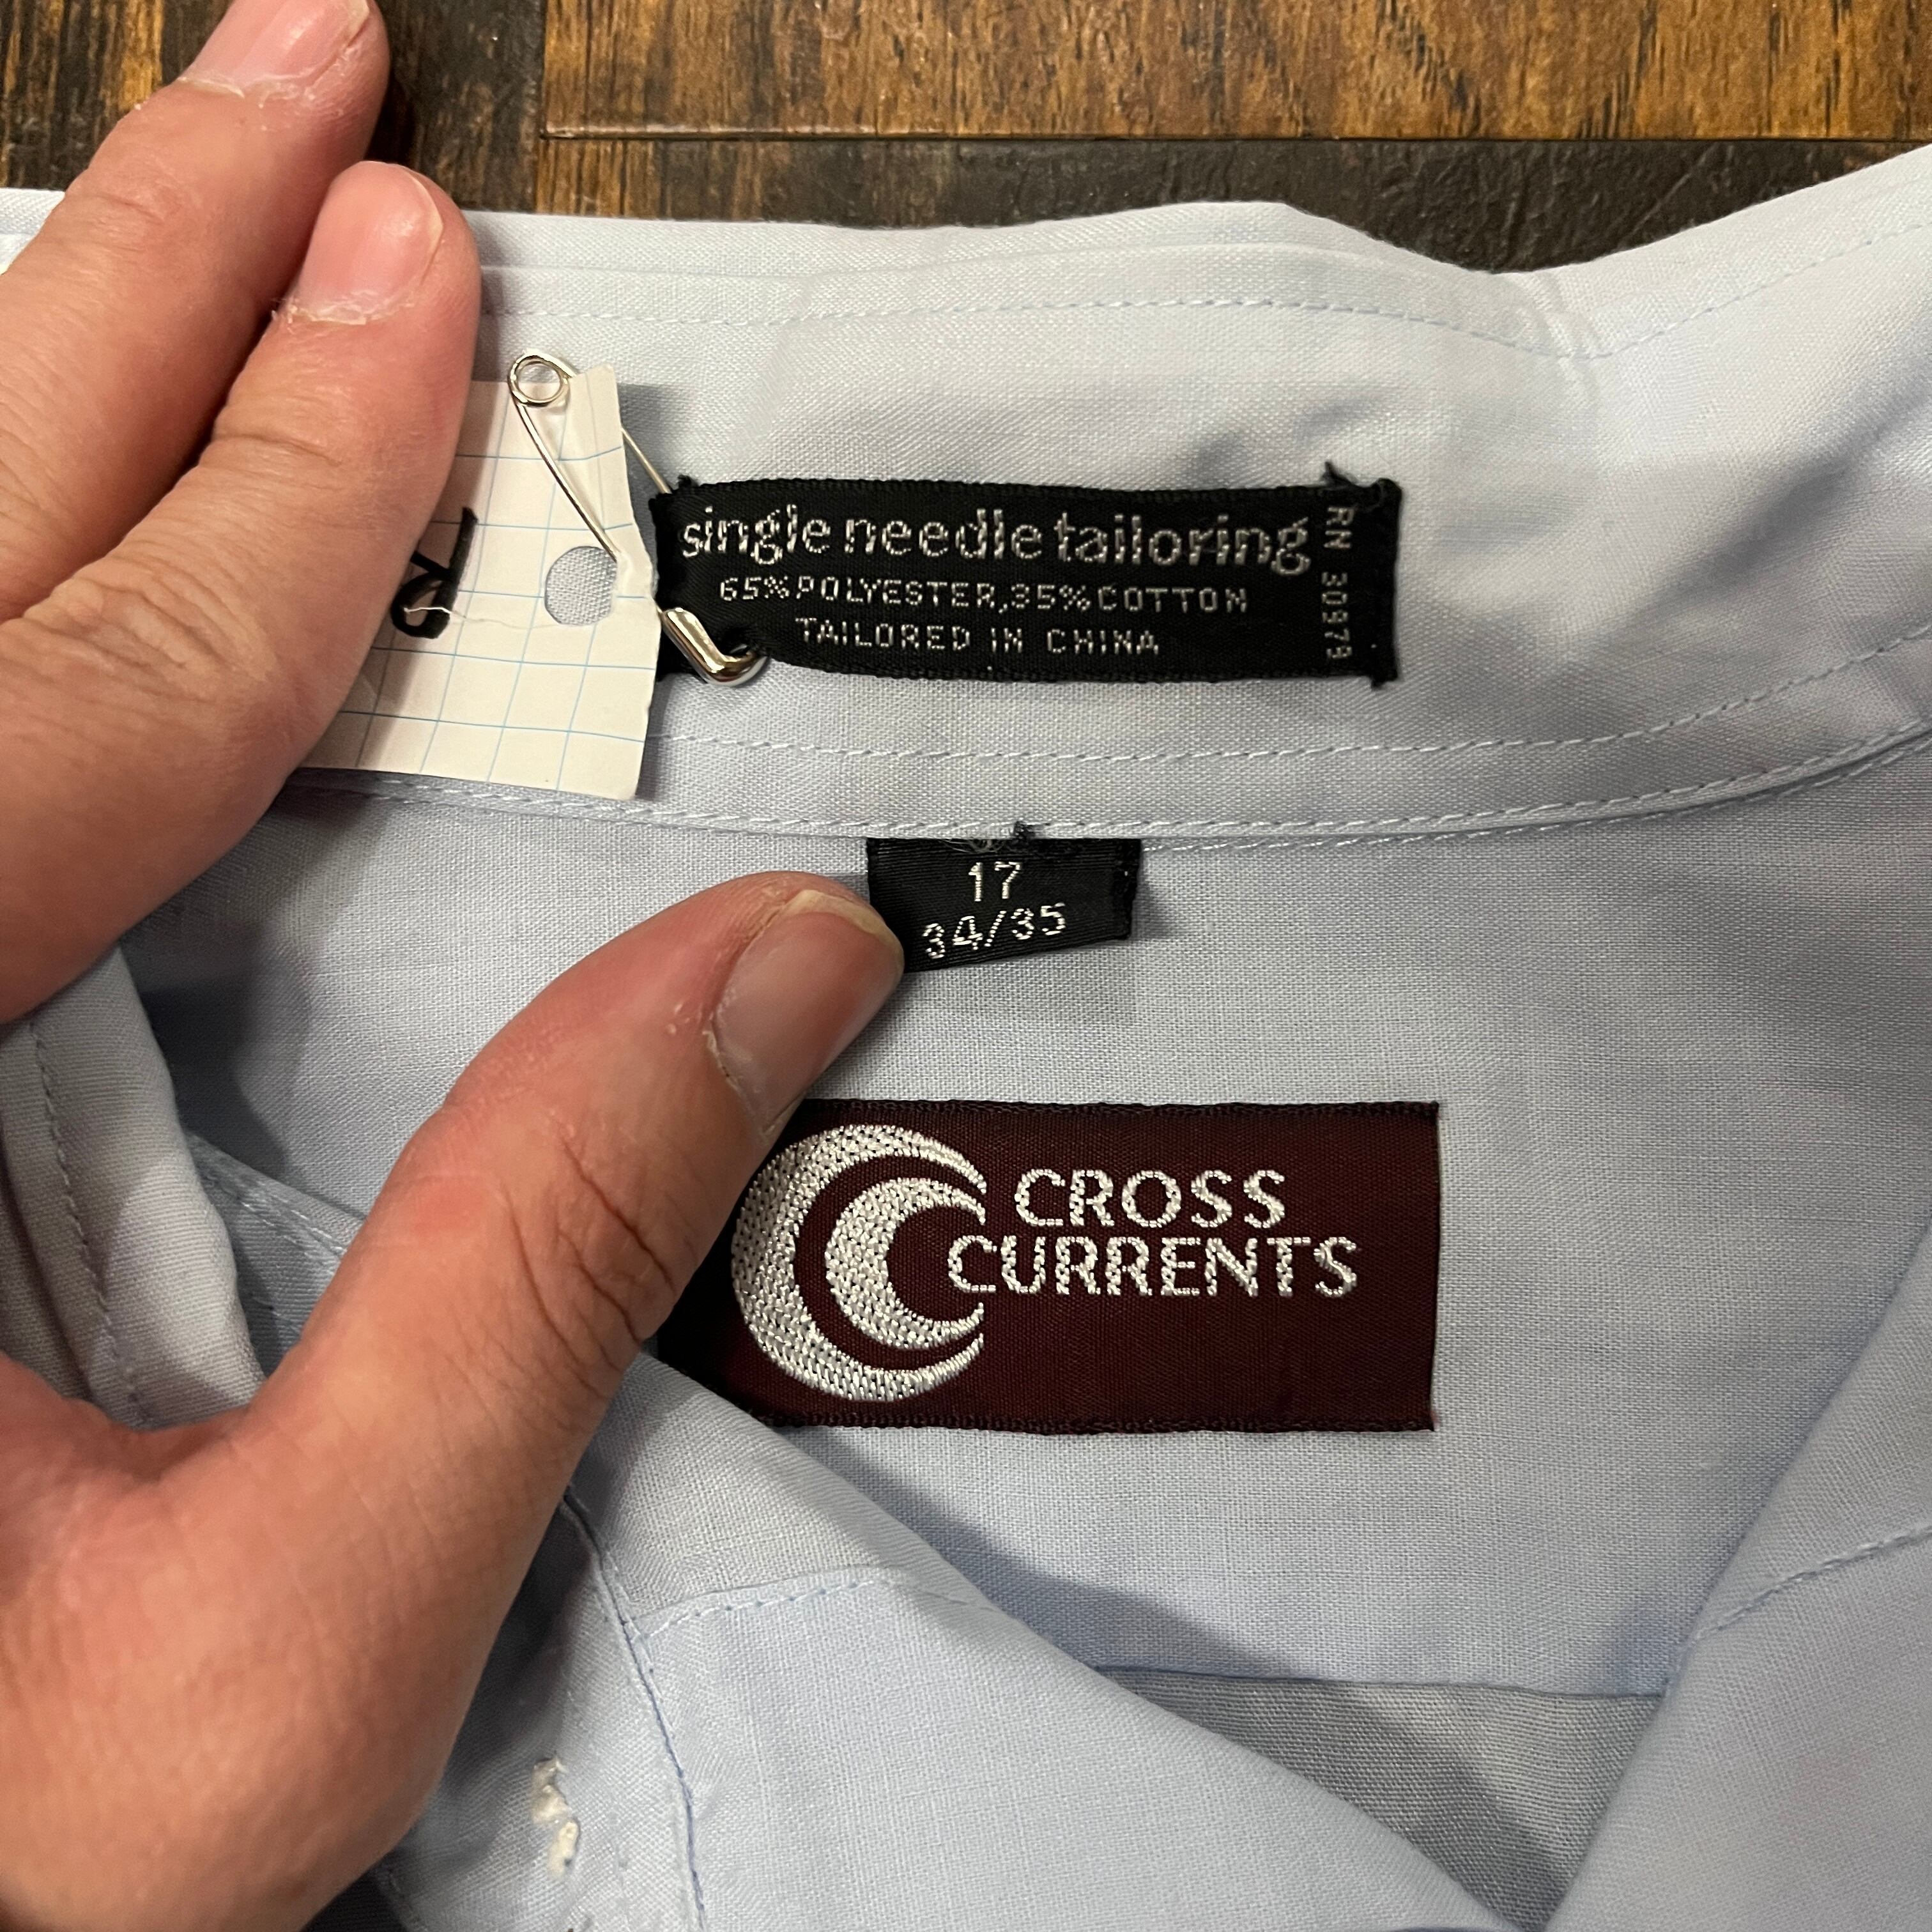 single needle tailoring
65% POLYESTER, 35% COTTON
TAILORED IN CHINA
RN 30979
17
34/35
CROSS
CURRENTS